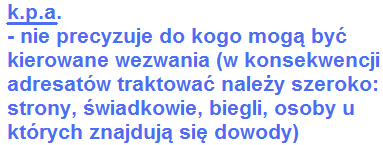 k.p.a.
- nie precyzuje do kogo mogą być
kierowane wezwania (w konsekwencji
adresatów traktować należy szeroko:
strony, świadkowie, biegli, osoby u
których znajdują się dowody)